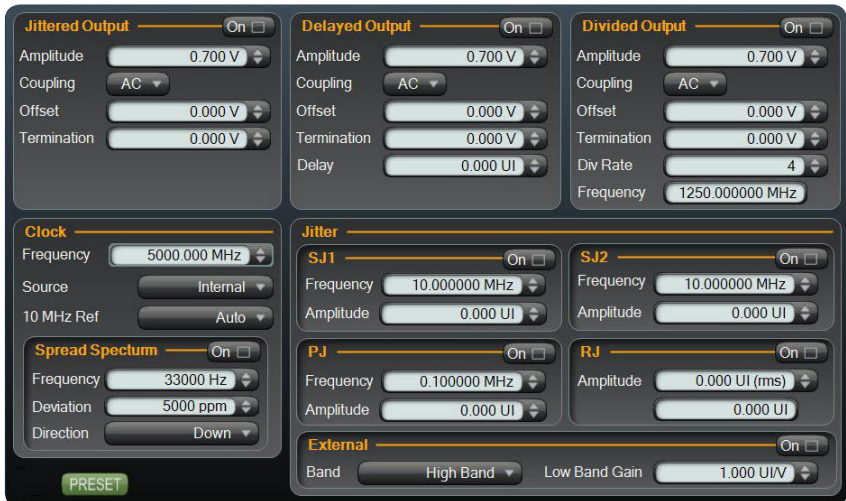 Jittered Output On
Amplitude 0.700 V
Coupling AC
Offset 0.000 V
Termination 0.000 V
Delayed Output On
Amplitude 0.700 V
Coupling AC
Offset 0.000 V
Termination 0.000 V
Delay 0.000 UI
Divided Output On
Amplitude 0.700 V
Coupling AC
Offset 0.000 V
Termination 0.000 V
Div Rate 4
Frequency 1250.000000 MHz
Clock
Frequency 5000.000 MHz
Source Internal
10 MHz Ref Auto
Spread Specturm On
Frequency 33000 Hz
Deviation 5000 ppm
Direction Down
PRESET
Jitter
SJ1 On
Frequency 10.000000 MHz
Amplitude 0.000 UI
SJ2 On
Frequency 10.000000 MHz
Amplitude 0.000 UI
PJ On
Frequency 0.100000 MHz
Amplitude 0.000 UI
RJ On
Amplitude 0.000 UI (rms)
0.000 UI
External On
Band High Band Low Band Gain 1.000 UI/V